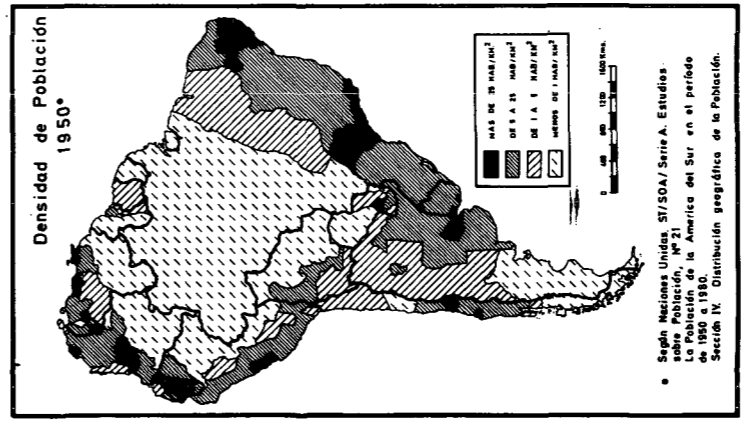 Densidad de Población
1950*
MAS DE 25 HAB/KM²
DE 5 A 25 HAB/KM²
DE 1 A 5 HAB/KM²
MENOS DE 1 HAB/KM²
0 400 800 1200 1600 Kms.
* Según Naciones Unidas, ST/SOA/Serie A. Estudios
sobre Población, Nº 21
La Población de la America del Sur en el período
de 1950 a 1980.
Sección IV. Distribución geográfica de la Población.